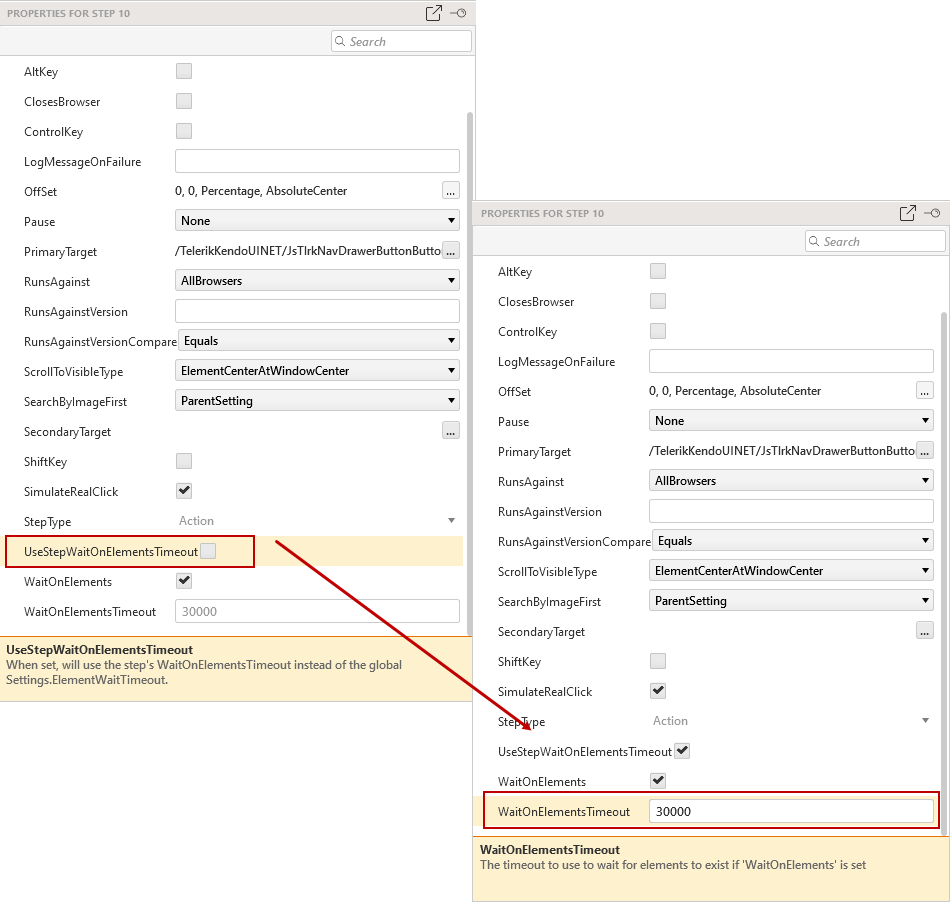 PROPERTIES FOR STEP 10
Search
AltKey
ClosesBrowser
ControlKey
LogMessageOnFailure
OffSet 0, 0, Percentage, AbsoluteCenter ...
Pause None
PrimaryTarget /TelerikKendoUINET/JsTlrkNavDrawerButtonButto ...
RunsAgainst AllBrowsers
RunsAgainstVersion
RunsAgainstVersionCompare Equals
ScrollToVisibleType ElementCenterAtWindowCenter
SearchByImageFirst ParentSetting
SecondaryTarget ...
ShiftKey
SimulateRealClick
StepType Action
UseStepWaitOnElementsTimeout
WaitOnElements
WaitOnElementsTimeout 30000
UseStepWaitOnElementsTimeout
When set, will use the step's WaitOnElementsTimeout instead of the global
Settings.ElementWaitTimeout.
PROPERTIES FOR STEP 10
Search
AltKey
ClosesBrowser
ControlKey
LogMessageOnFailure
OffSet 0, 0, Percentage, AbsoluteCenter ...
Pause None
PrimaryTarget /TelerikKendoUINET/JsTlrkNavDrawerButtonButto ...
RunsAgainst AllBrowsers
RunsAgainstVersion
RunsAgainstVersionCompare Equals
ScrollToVisibleType ElementCenterAtWindowCenter
SearchByImageFirst ParentSetting
SecondaryTarget ...
ShiftKey
SimulateRealClick
StepType Action
UseStepWaitOnElementsTimeout
WaitOnElements
WaitOnElementsTimeout 30000
WaitOnElementsTimeout
The timeout to use to wait for elements to exist if 'WaitOnElements' is set